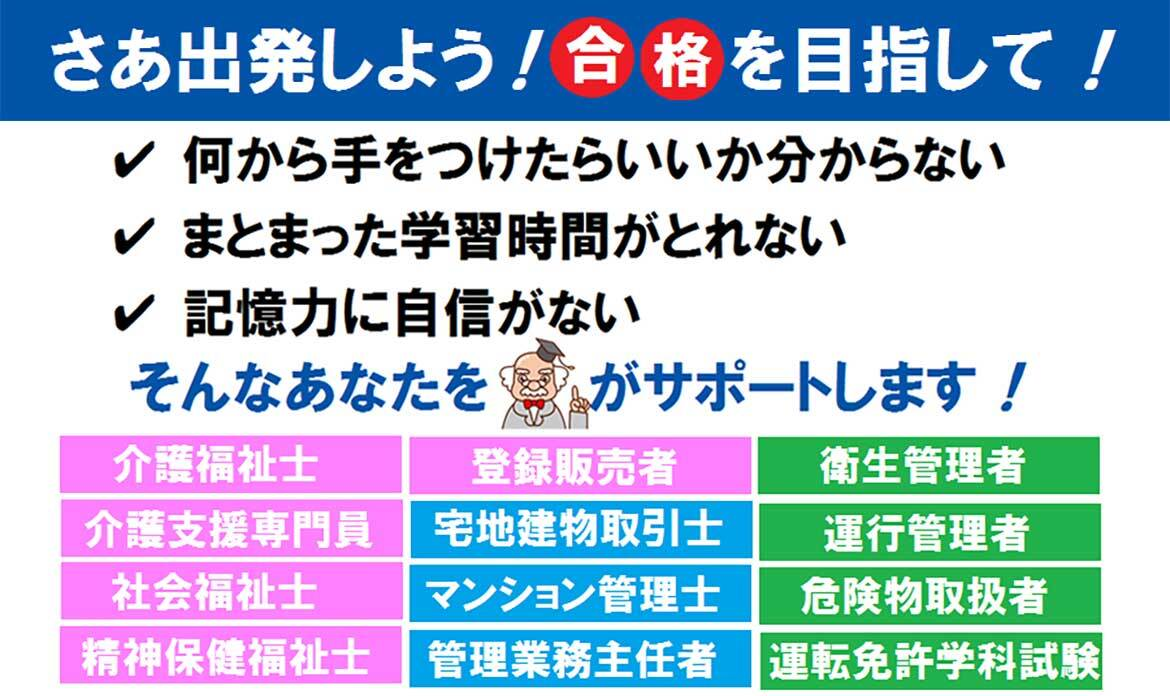 さあ出発しよう！合格を目指して！
✔ 何から手をつけたらいいか分からない
✔ まとまった学習時間がとれない
✔ 記憶力に自信がない
そんなあなたをがサポートします！
介護福祉士 登録販売者 衛生管理者
介護支援専門員 宅地建物取引士 運行管理者
社会福祉士 マンション管理士 危険物取扱者
精神保健福祉士 管理業務主任者 運転免許学科試験